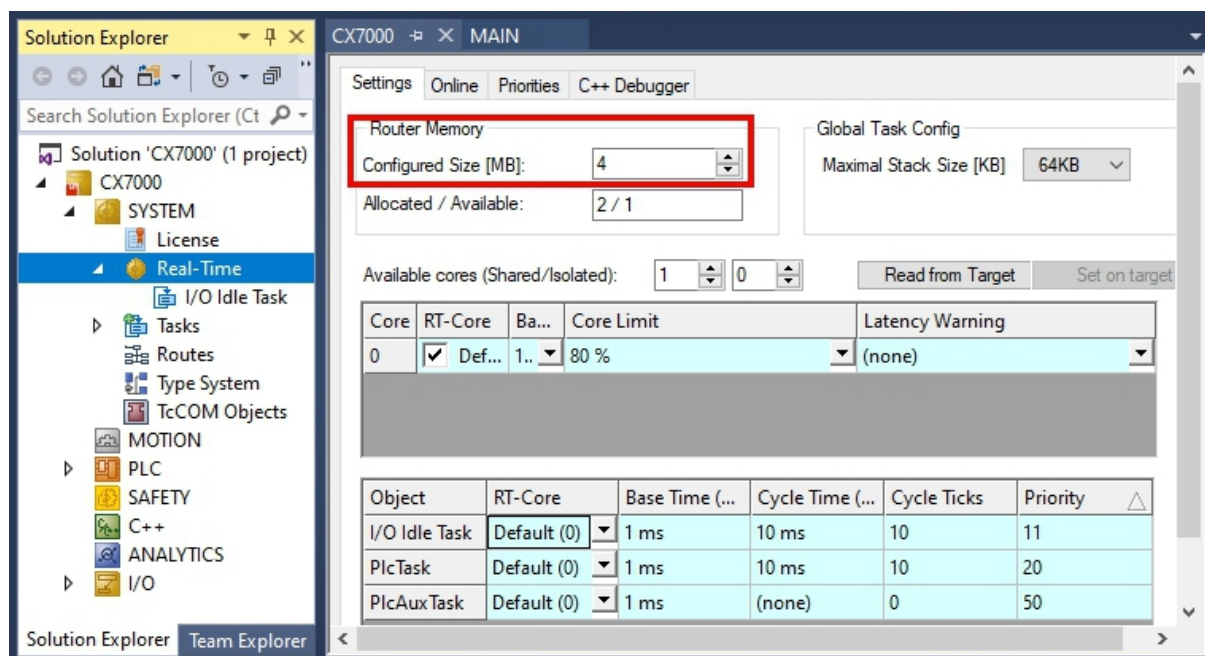 Solution Explorer
Search Solution Explorer (Ct
Solution 'CX7000' (1 project)
CX7000
SYSTEM
License
Real-Time
I/O Idle Task
Tasks
Routes
Type System
TcCOM Objects
MOTION
PLC
SAFETY
C++
ANALYTICS
I/O
Solution Explorer Team Explorer
CX7000 MAIN
Settings Online Priorities C++ Debugger
Router Memory
Configured Size [MB]: 4
Allocated / Available: 2 / 1
Global Task Config
Maximal Stack Size [KB] 64KB
Available cores (Shared/Isolated): 1 0 Read from Target Set on target
Core RT-Core Ba... Core Limit Latency Warning
0 Def... 1.. 80 % (none)
Object RT-Core Base Time (... Cycle Time (... Cycle Ticks Priority
I/O Idle Task Default (0) 1 ms 10 ms 10 11
PlcTask Default (0) 1 ms 10 ms 10 20
PlcAuxTask Default (0) 1 ms (none) 0 50